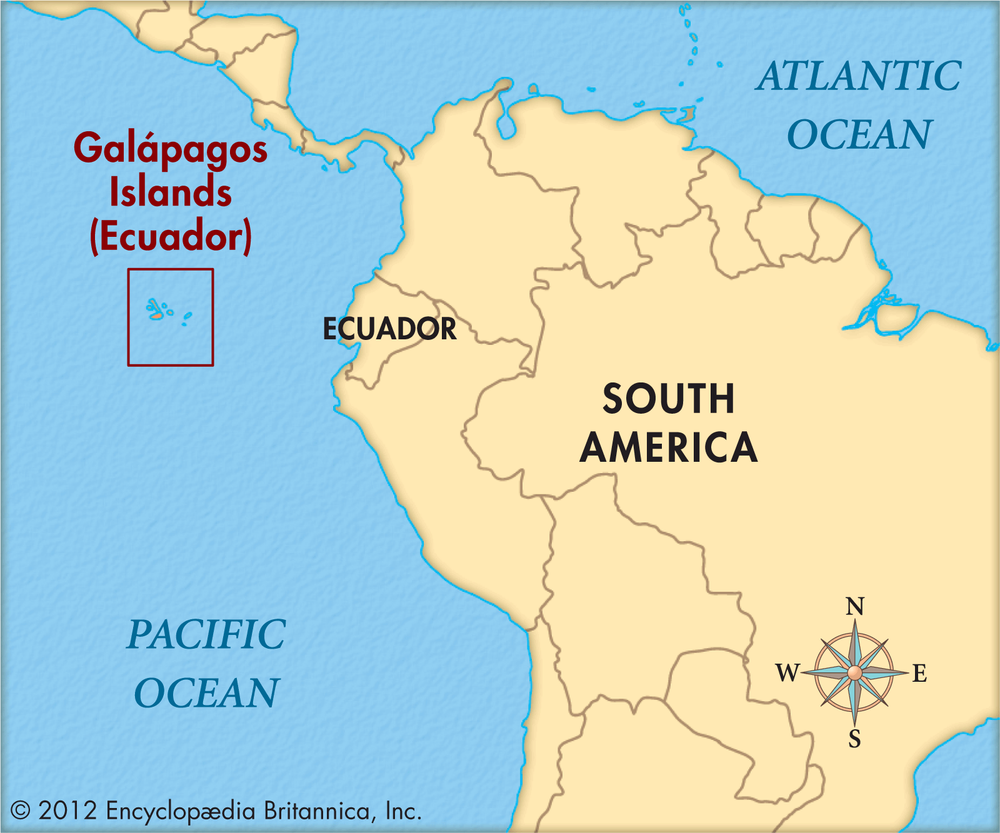 ATLANTIC
OCEAN
Galápagos
Islands
(Ecuador)
ECUADOR
SOUTH
AMERICA
PACIFIC
OCEAN
N
W
E
S
© 2012 Encyclopædia Britannica, Inc.